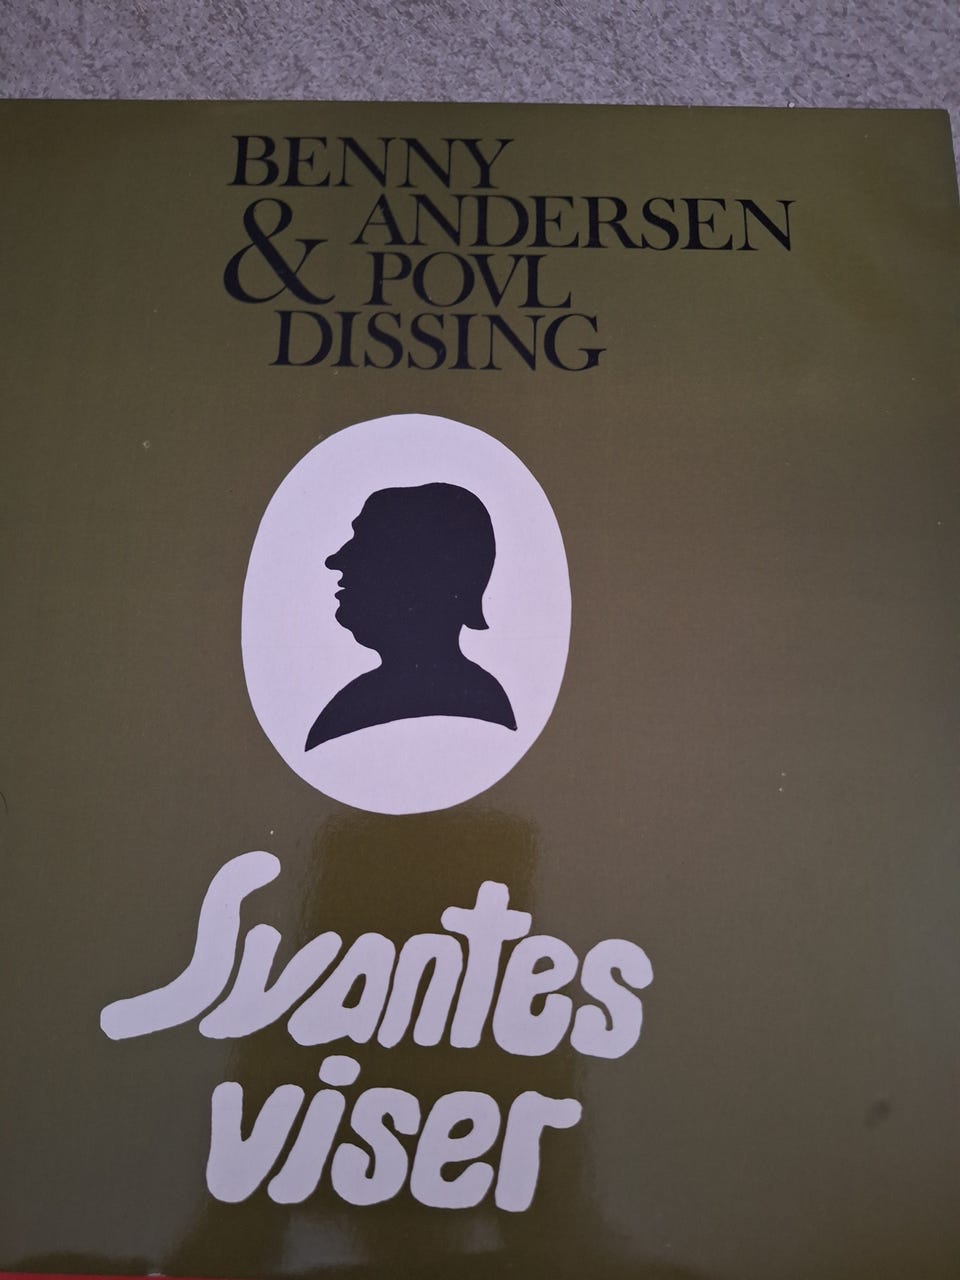 BENNY
ANDERSEN
& POVL
DISSING
Svantes
viser